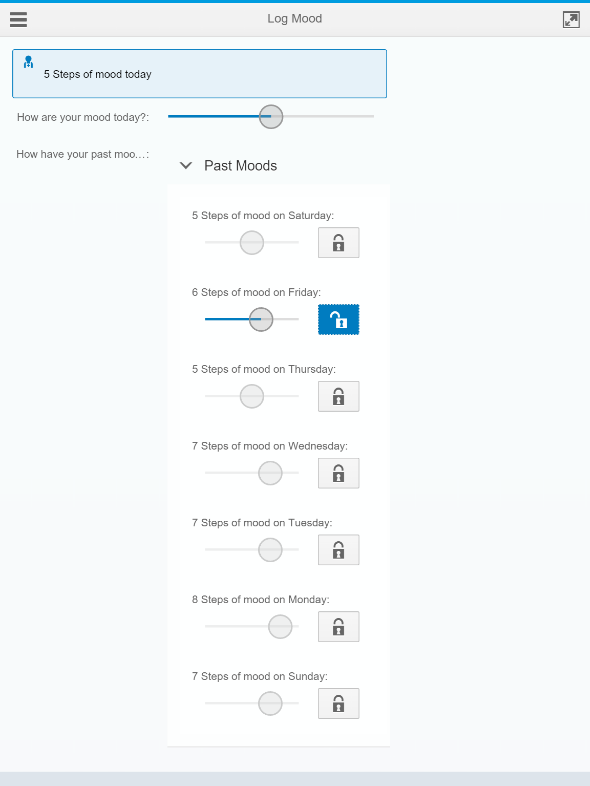 Log Mood
5 Steps of mood today
How are your mood today?:
How have your past moo...:
Past Moods
5 Steps of mood on Saturday:
6 Steps of mood on Friday:
5 Steps of mood on Thursday:
7 Steps of mood on Wednesday:
7 Steps of mood on Tuesday:
8 Steps of mood on Monday:
7 Steps of mood on Sunday: